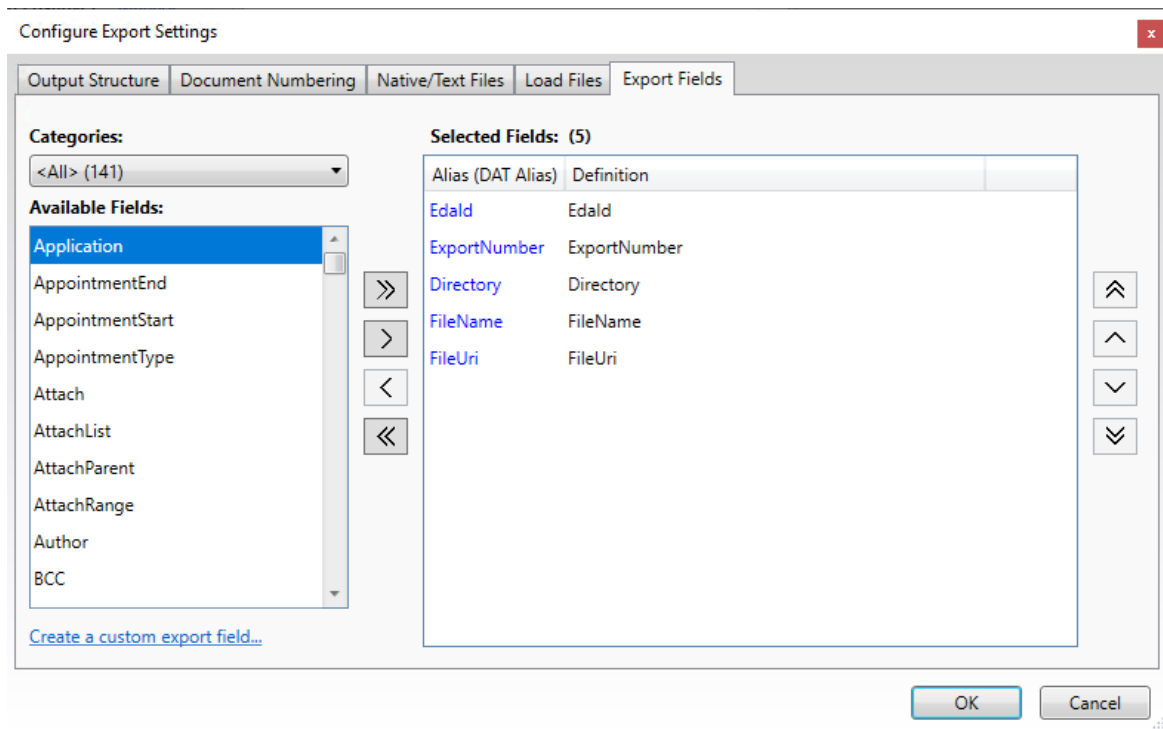 Configure Export Settings
x
Output Structure Document Numbering Native/Text Files Load Files Export Fields
Categories:
<All> (141)
Available Fields:
Application
AppointmentEnd
AppointmentStart
AppointmentType
Attach
AttachList
AttachParent
AttachRange
Author
BCC
Create a custom export field...
Selected Fields: (5)
Alias (DAT Alias) Definition
EdaId EdaId
ExportNumber ExportNumber
Directory Directory
FileName FileName
FileUri FileUri
OK Cancel